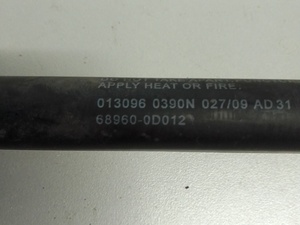 APPLY HEAT OR FIRE.
013096 0390N 027/09 AD 31
68960-0D012